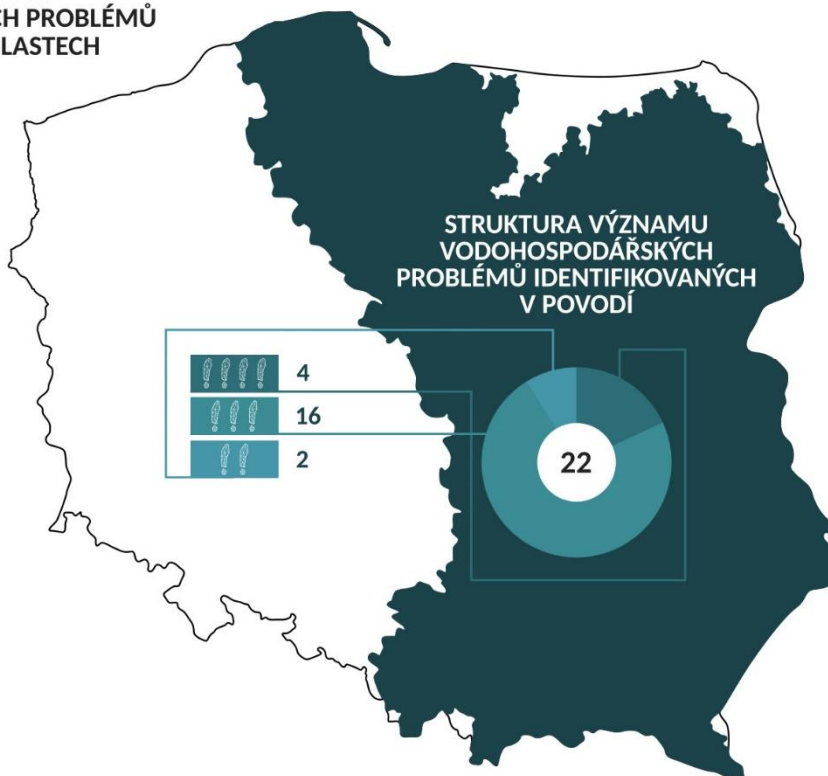 CH PROBLÉMŮ
LASTECH
STRUKTURA VÝZNAMU
VODOHOSPODÁŘSKÝCH
PROBLÉMŮ IDENTIFIKOVANÝCH
V POVODÍ
4
16
2
22